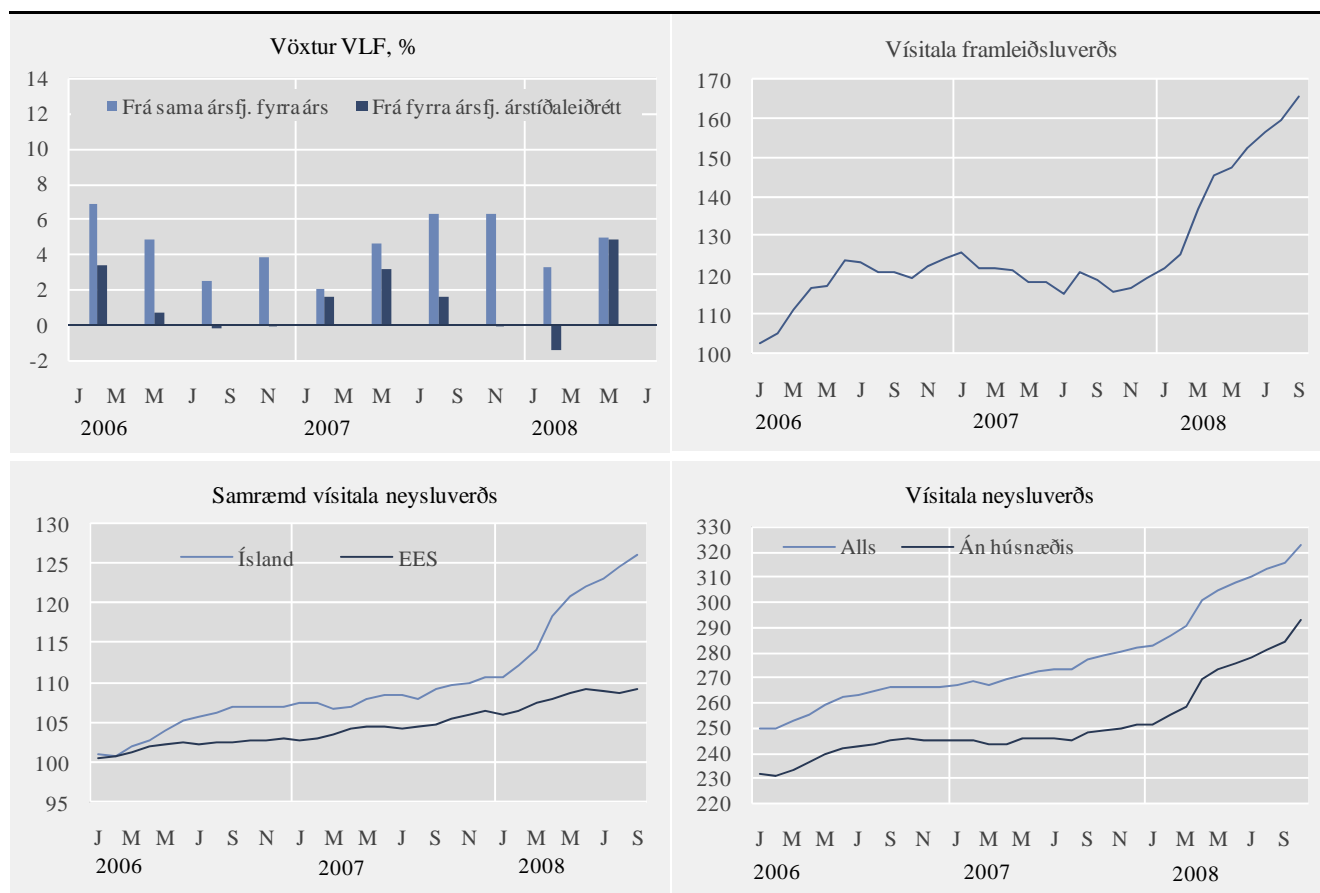 Vöxtur VLF, %
14
12
10
8
6
4
2
0
-2
Frá sama ársfj. fyrra árs
Frá fyrra ársfj. árstíðaleiðrétt
J M M J S N J M M J S N J M M J
2006 2007 2008
Vísitala framleiðsluverðs
170
160
150
140
130
120
110
100
J M M J S N J M M J S N J M M J S
2006 2007 2008
Samræmd vísitala neysluverðs
130
125
120
115
110
105
100
95
Ísland
EES
J M M J S N J M M J S N J M M J S
2006 2007 2008
Vísitala neysluverðs
330
320
310
300
290
280
270
260
250
240
230
220
Alls
Án húsnæðis
J M M J S N J M M J S N J M M J S
2006 2007 2008